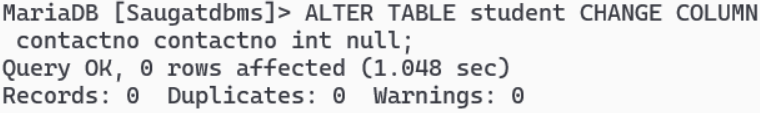 MariaDB [Saugatdbms]> ALTER TABLE student CHANGE COLUMN
 contactno contactno int null;
Query OK, 0 rows affected (1.048 sec)
Records: 0  Duplicates: 0  Warnings: 0